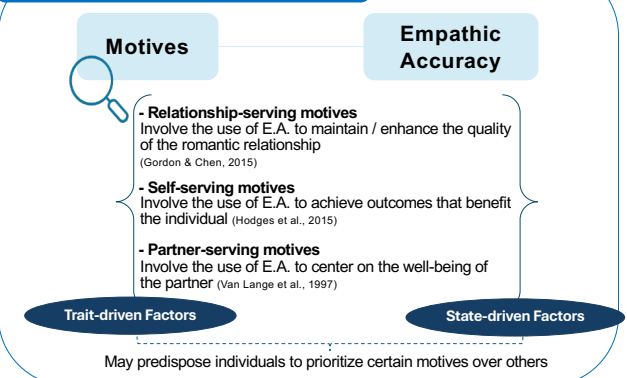 Motives
Empathic
Accuracy
- Relationship-serving motives
Involve the use of E.A. to maintain / enhance the quality
of the romantic relationship
(Gordon & Chen, 2015)
- Self-serving motives
Involve the use of E.A. to achieve outcomes that benefit
the individual (Hodges et al., 2015)
- Partner-serving motives
Involve the use of E.A. to center on the well-being of
the partner (Van Lange et al., 1997)
Trait-driven Factors
State-driven Factors
May predispose individuals to prioritize certain motives over others